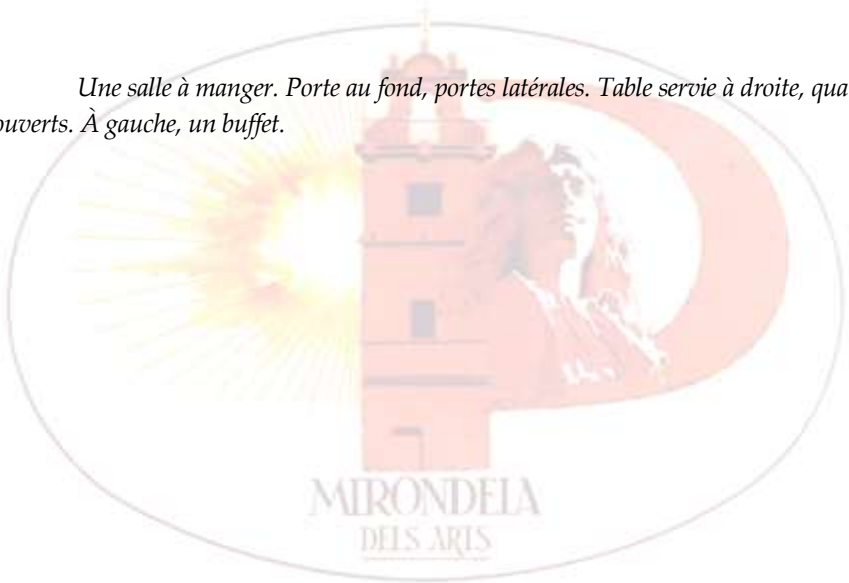 Une salle à manger. Porte au fond, portes latérales. Table servie à droite, qua
ouverts. À gauche, un buffet.
MIRONDELA
DELS ARTS